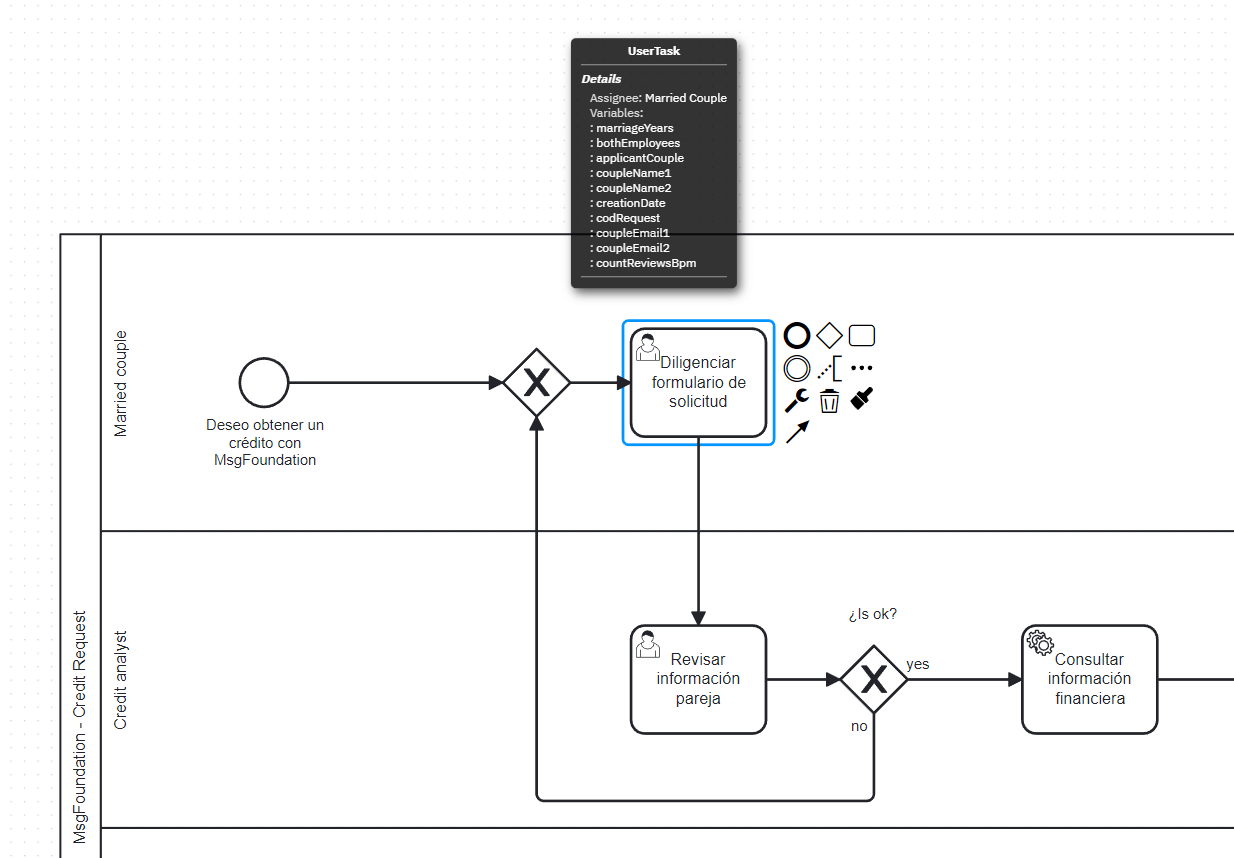 UserTask
Details
Assignee: Married Couple
Variables:
: marriageYears
: bothEmployees
: applicantCouple
: coupleName1
: coupleName2
: creationDate
: codRequest
: coupleEmail1
: coupleEmail2
: countReviewsBpm
MsgFoundation - Credit Request
Married couple
Deseo obtener un
crédito con
MsgFoundation
X
Diligenciar
formulario de
solicitud
Credit analyst
Revisar
información
pareja
¿Is ok?
X
yes
no
Consultar
información
financiera